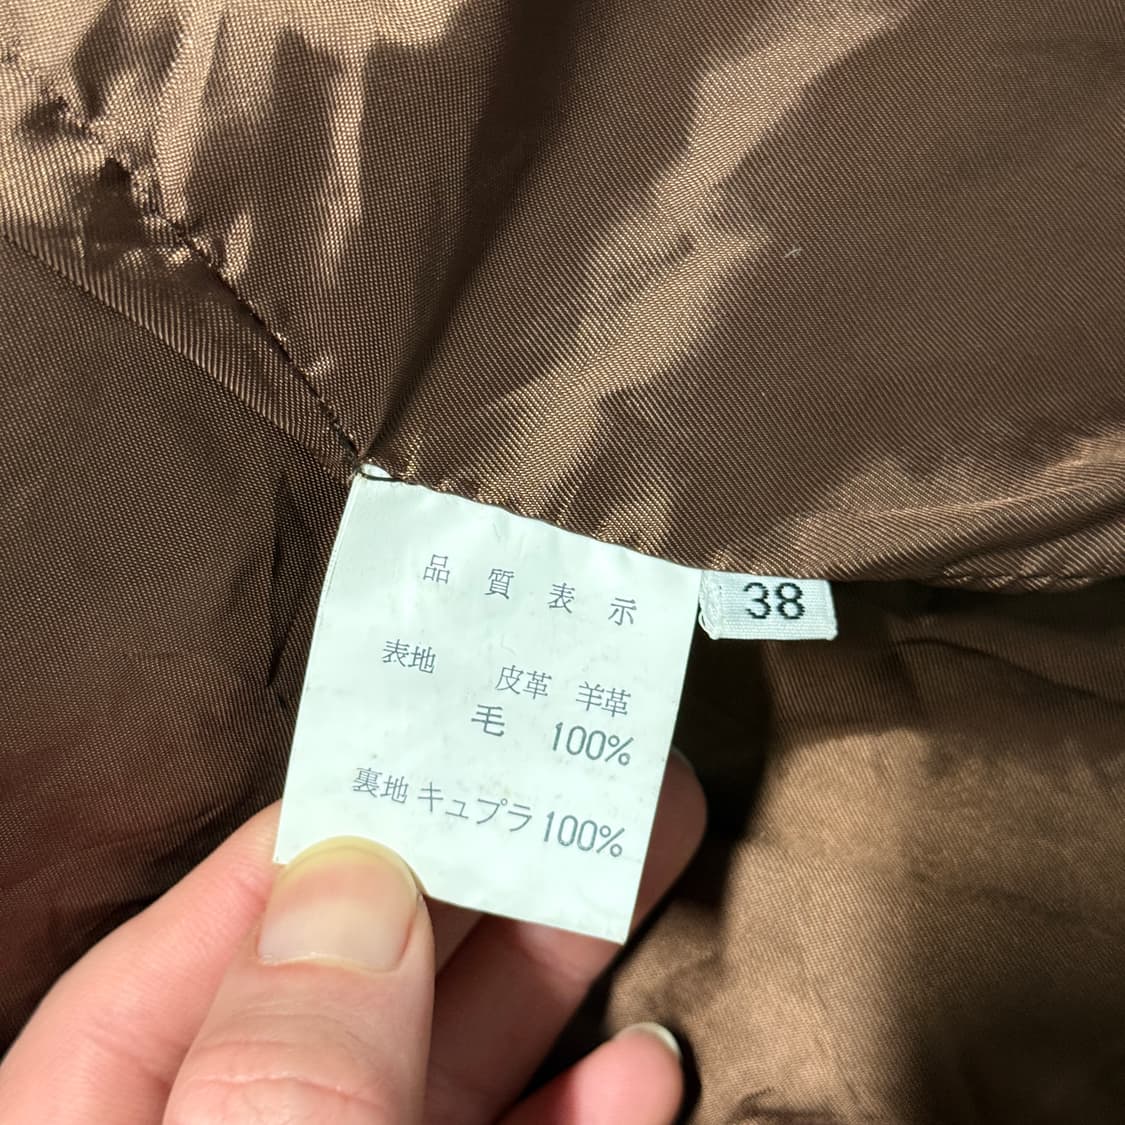 品質表示
38
表地 皮革 羊革
毛 100%
裏地 キュプラ 100%